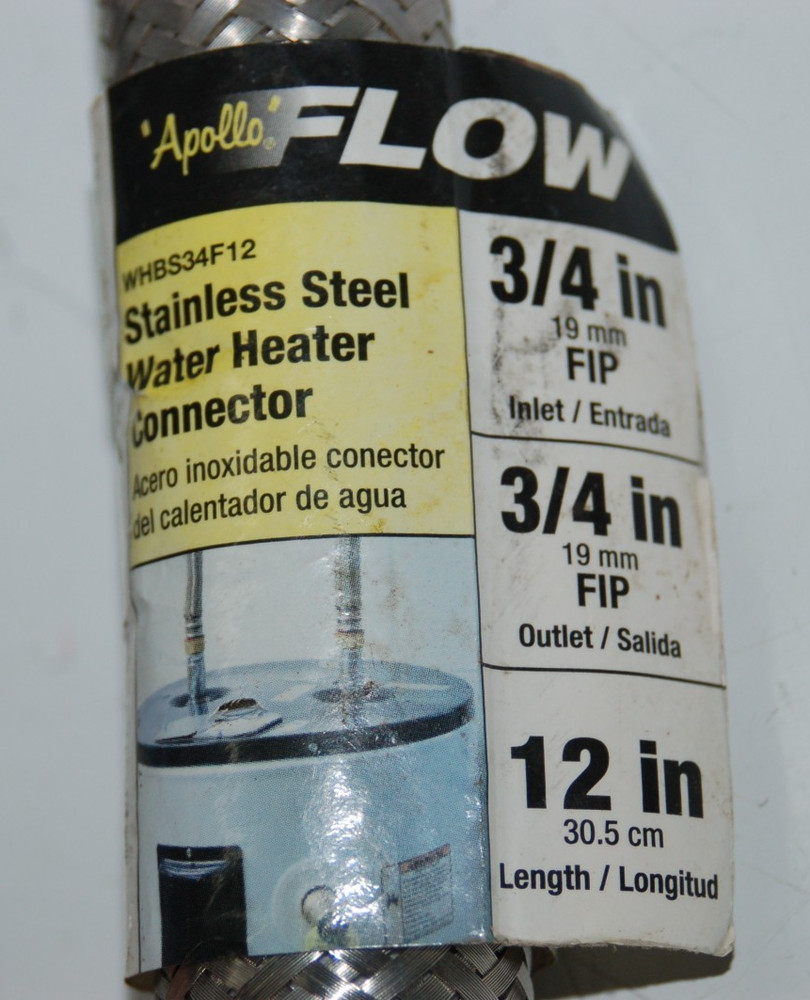 "Apollo"® FLOW
WHBS34F12
Stainless Steel
Water Heater
Connector
Acero inoxidable conector
del calentador de agua
3/4 in
19 mm
FIP
Inlet / Entrada
3/4 in
19 mm
FIP
Outlet / Salida
12 in
30.5 cm
Length / Longitud